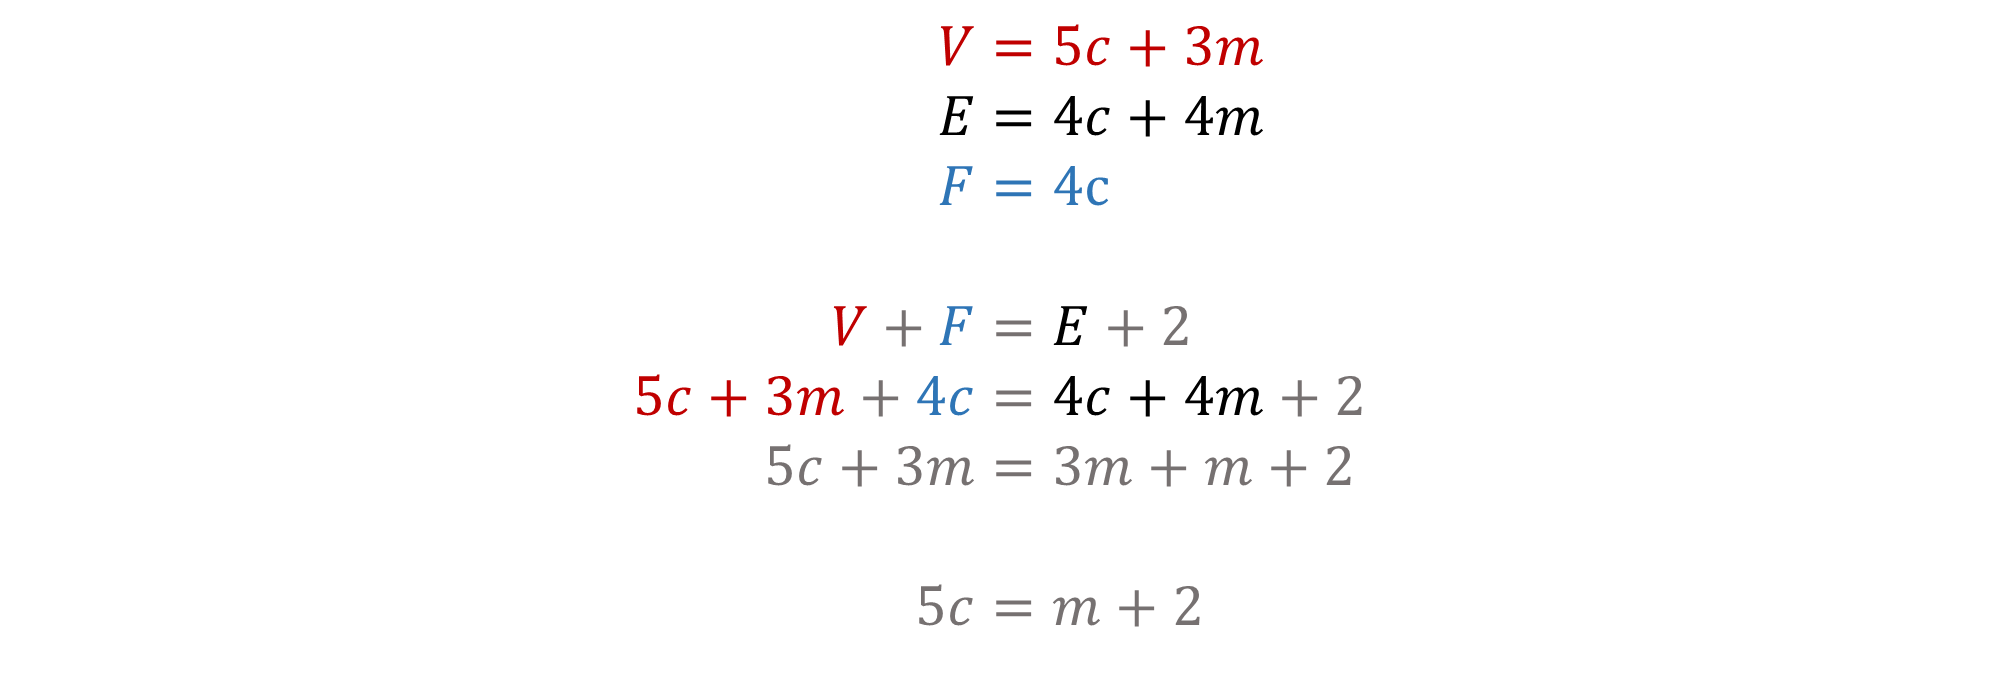 V = 5c + 3m
E = 4c + 4m
F = 4c
V + F = E + 2
5c + 3m + 4c = 4c + 4m + 2
5c + 3m = 3m + m + 2
5c = m + 2